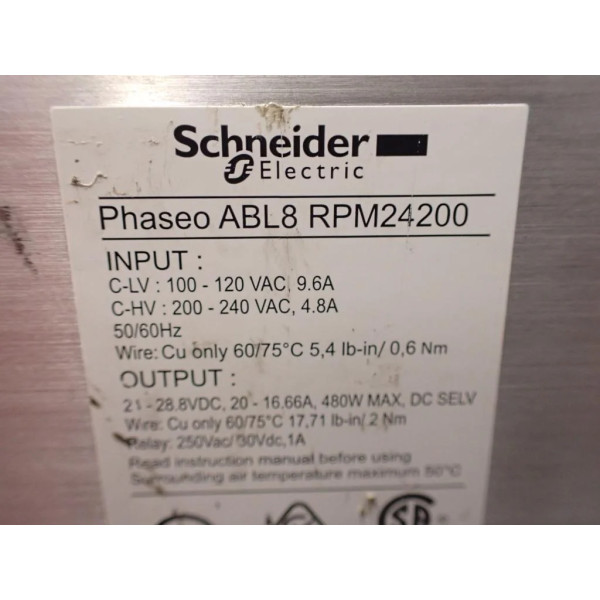 Schneider
Electric
Phaseo ABL8 RPM24200
INPUT :
C-LV : 100 - 120 VAC, 9.6A
C-HV : 200 - 240 VAC, 4.8A
50/60Hz
Wire: Cu only 60/75°C 5,4 lb-in/ 0,6 Nm
OUTPUT :
21 - 28.8VDC, 20 - 16.66A, 480W MAX, DC SELV
Wire: Cu only 60/75°C 17,71 lb-in/ 2 Nm
Relay: 250Vac/ 30Vdc,1A
Read instruction manual before using
Surrounding air temperature maximum 50°C